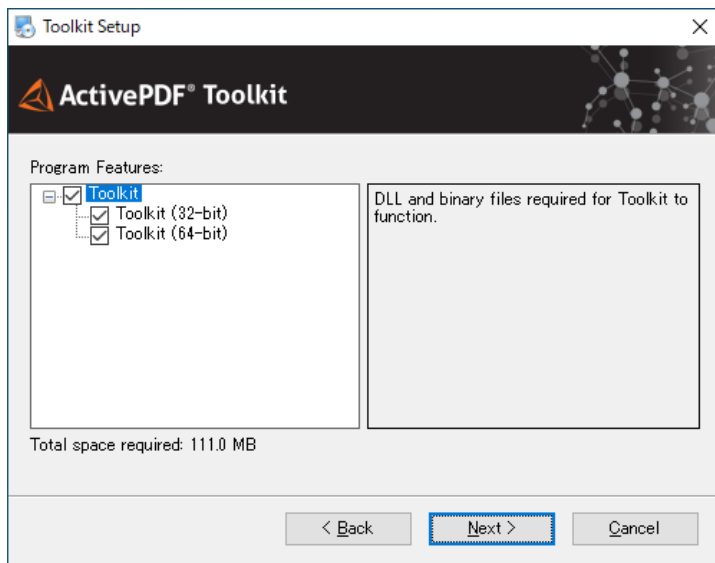 Toolkit Setup
ActivePDF® Toolkit
Program Features:
Toolkit
Toolkit (32-bit)
Toolkit (64-bit)
DLL and binary files required for Toolkit to
function.
Total space required: 111.0 MB
< Back
Next >
Cancel